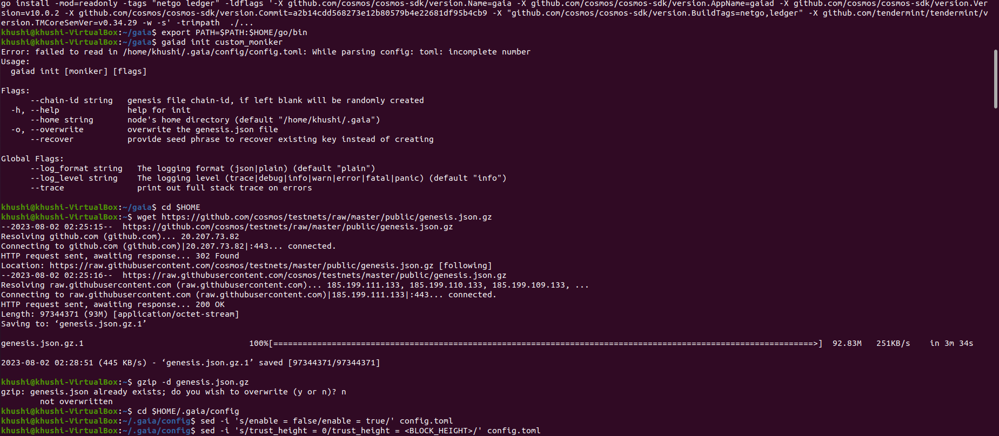 go install -mod=readonly -tags "netgo ledger" -ldflags '-X github.com/cosmos/cosmos-sdk/version.Name=gaia -X github.com/cosmos/cosmos-sdk/version.AppName=gaiad -X github.com/cosmos/cosmos-sdk/version.Ver
sion=v10.0.2 -X github.com/cosmos/cosmos-sdk/version.Commit=a2b14cdd568273e12b80579b4e22681df95b4cb9 -X "github.com/cosmos/cosmos-sdk/version.BuildTags=netgo,ledger" -X github.com/tendermint/tendermint/v
ersion.TMCoreSemVer=v0.34.29 -w -s' -trimpath  ./...
khushi@khushi-VirtualBox:~/gaia$ export PATH=$PATH:$HOME/go/bin
khushi@khushi-VirtualBox:~/gaia$ gaiad init custom_moniker
Error: failed to read in /home/khushi/.gaia/config/config.toml: While parsing config: toml: incomplete number
Usage:
  gaiad init [moniker] [flags]

Flags:
      --chain-id string   genesis file chain-id, if left blank will be randomly created
  -h, --help              help for init
      --home string       node's home directory (default "/home/khushi/.gaia")
  -o, --overwrite         overwrite the genesis.json file
      --recover           provide seed phrase to recover existing key instead of creating

Global Flags:
      --log_format string   The logging format (json|plain) (default "plain")
      --log_level string    The logging level (trace|debug|info|warn|error|fatal|panic) (default "info")
      --trace               print out full stack trace on errors

khushi@khushi-VirtualBox:~/gaia$ cd $HOME
khushi@khushi-VirtualBox:~$ wget https://github.com/cosmos/testnets/raw/master/public/genesis.json.gz
--2023-08-02 02:25:15--  https://github.com/cosmos/testnets/raw/master/public/genesis.json.gz
Resolving github.com (github.com)... 20.207.73.82
Connecting to github.com (github.com)|20.207.73.82|:443... connected.
HTTP request sent, awaiting response... 302 Found
Location: https://raw.githubusercontent.com/cosmos/testnets/master/public/genesis.json.gz [following]
--2023-08-02 02:25:16--  https://raw.githubusercontent.com/cosmos/testnets/master/public/genesis.json.gz
Resolving raw.githubusercontent.com (raw.githubusercontent.com)... 185.199.111.133, 185.199.110.133, 185.199.109.133, ...
Connecting to raw.githubusercontent.com (raw.githubusercontent.com)|185.199.111.133|:443... connected.
HTTP request sent, awaiting response... 200 OK
Length: 97344371 (93M) [application/octet-stream]
Saving to: ‘genesis.json.gz.1’

genesis.json.gz.1                                  100%[===============================================================================================================>]  92.83M   251KB/s    in 3m 34s

2023-08-02 02:28:51 (445 KB/s) - ‘genesis.json.gz.1’ saved [97344371/97344371]

khushi@khushi-VirtualBox:~$ gzip -d genesis.json.gz
gzip: genesis.json already exists; do you wish to overwrite (y or n)? n
        not overwritten
khushi@khushi-VirtualBox:~$ cd $HOME/.gaia/config
khushi@khushi-VirtualBox:~/.gaia/config$ sed -i 's/enable = false/enable = true/' config.toml
khushi@khushi-VirtualBox:~/.gaia/config$ sed -i 's/trust_height = 0/trust_height = <BLOCK_HEIGHT>/' config.toml